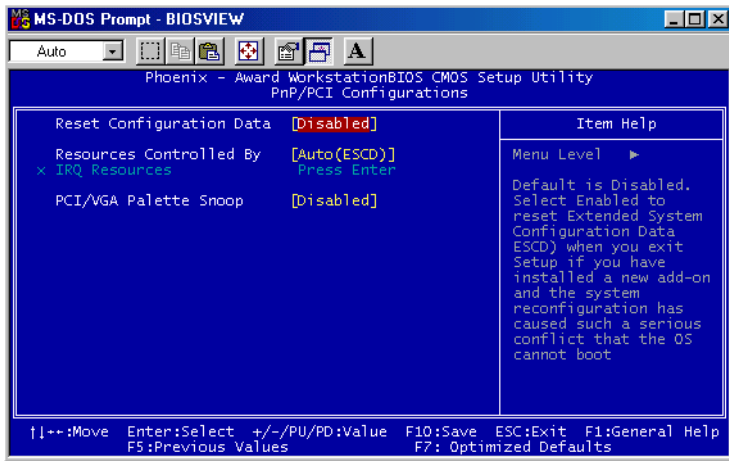 MS-DOS Prompt - BIOSVIEW
Auto
A
Phoenix - Award WorkstationBIOS CMOS Setup Utility
PnP/PCI Configurations
Reset Configuration Data [Disabled]
Resources Controlled By [Auto(ESCD)]
x IRQ Resources Press Enter
PCI/VGA Palette Snoop [Disabled]
Item Help
Menu Level ►
Default is Disabled.
Select Enabled to
reset Extended System
Configuration Data
ESCD) when you exit
Setup if you have
installed a new add-on
and the system
reconfiguration has
caused such a serious
conflict that the OS
cannot boot
↑↓←→:Move Enter:Select +/-/PU/PD:Value F10:Save ESC:Exit F1:General Help
F5:Previous Values F7: Optimized Defaults